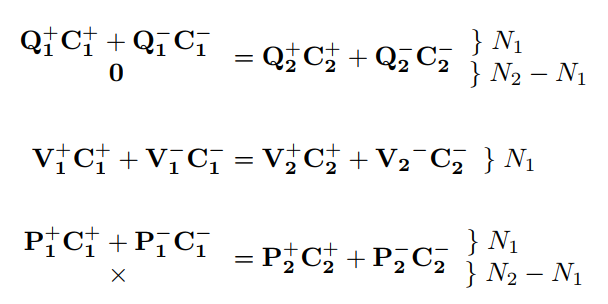 Q₁⁺C₁⁺ + Q₁⁻C₁⁻ = Q₂⁺C₂⁺ + Q₂⁻C₂⁻ } N₁
0 } N₂ − N₁
V₁⁺C₁⁺ + V₁⁻C₁⁻ = V₂⁺C₂⁺ + V₂⁻C₂⁻ } N₁
P₁⁺C₁⁺ + P₁⁻C₁⁻ = P₂⁺C₂⁺ + P₂⁻C₂⁻ } N₁
× } N₂ − N₁